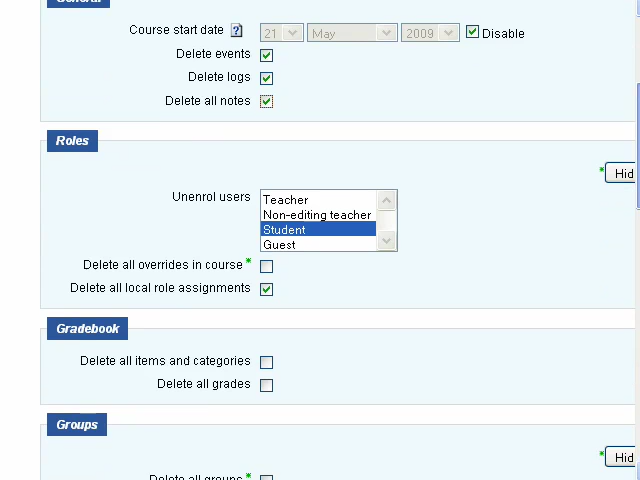 General
Course start date ? 21 May 2009 Disable
Delete events
Delete logs
Delete all notes
Roles
* Hid
Unenrol users Teacher
Non-editing teacher
Student
Guest
Delete all overrides in course *
Delete all local role assignments
Gradebook
Delete all items and categories
Delete all grades
Groups
* Hid
Delete all groups *